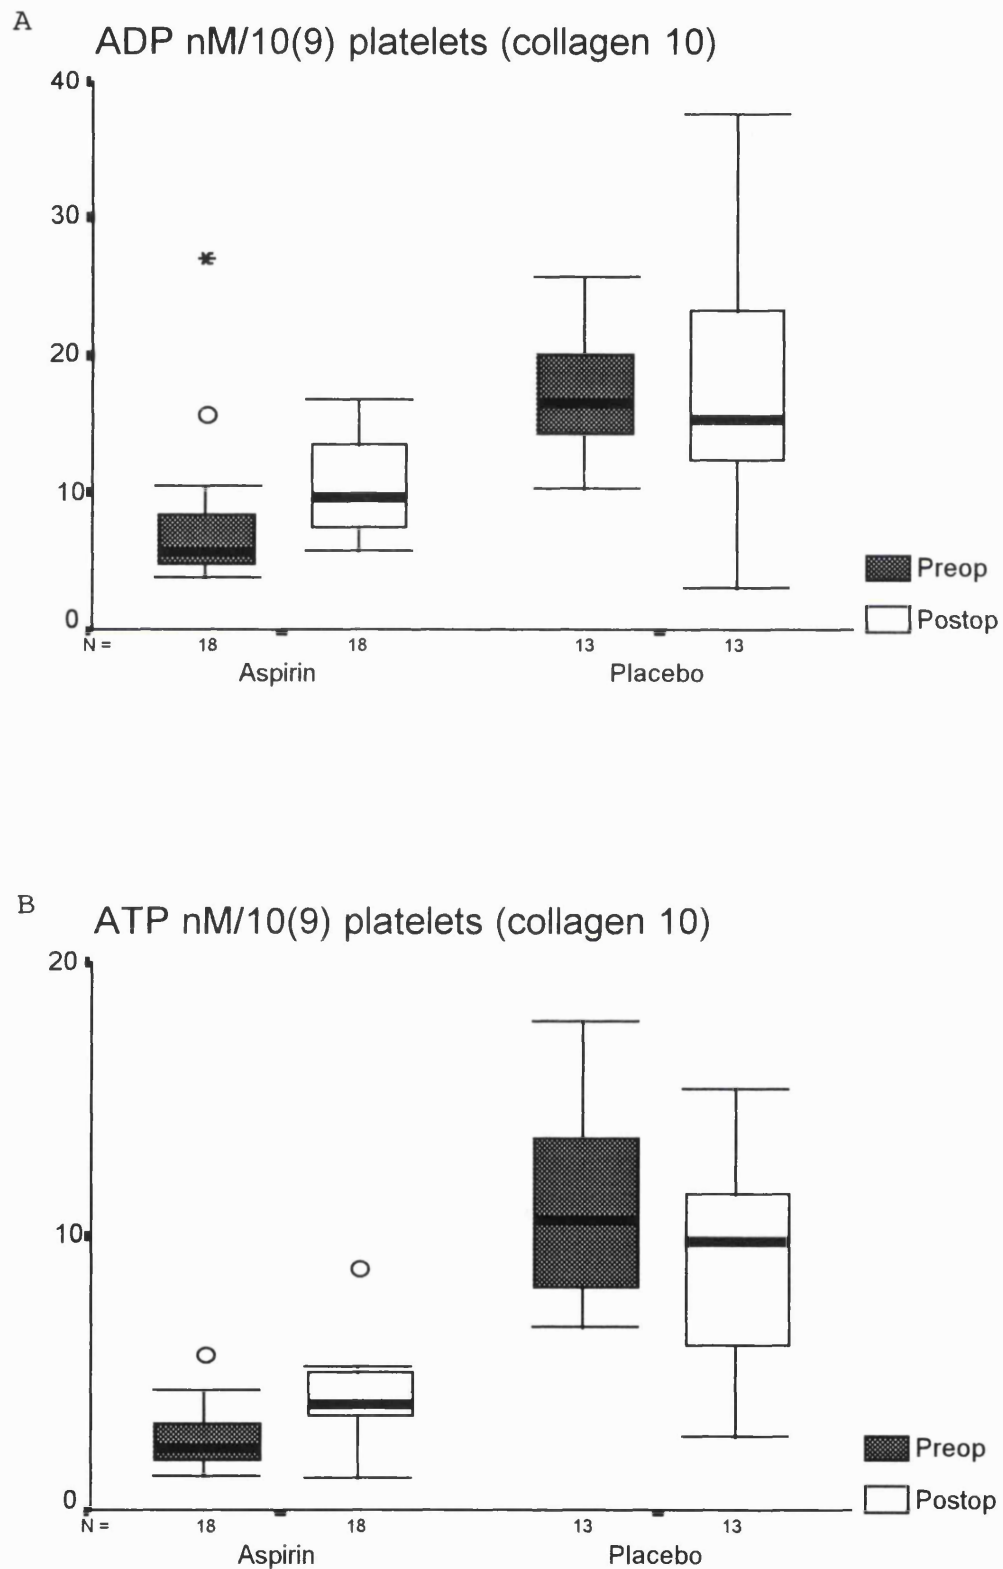 A
ADP nM/10(9) platelets (collagen 10)
40
30
20
10
0
N = 18 18 13 13
Aspirin Placebo
Preop
Postop
B
ATP nM/10(9) platelets (collagen 10)
20
10
0
N = 18 18 13 13
Aspirin Placebo
Preop
Postop